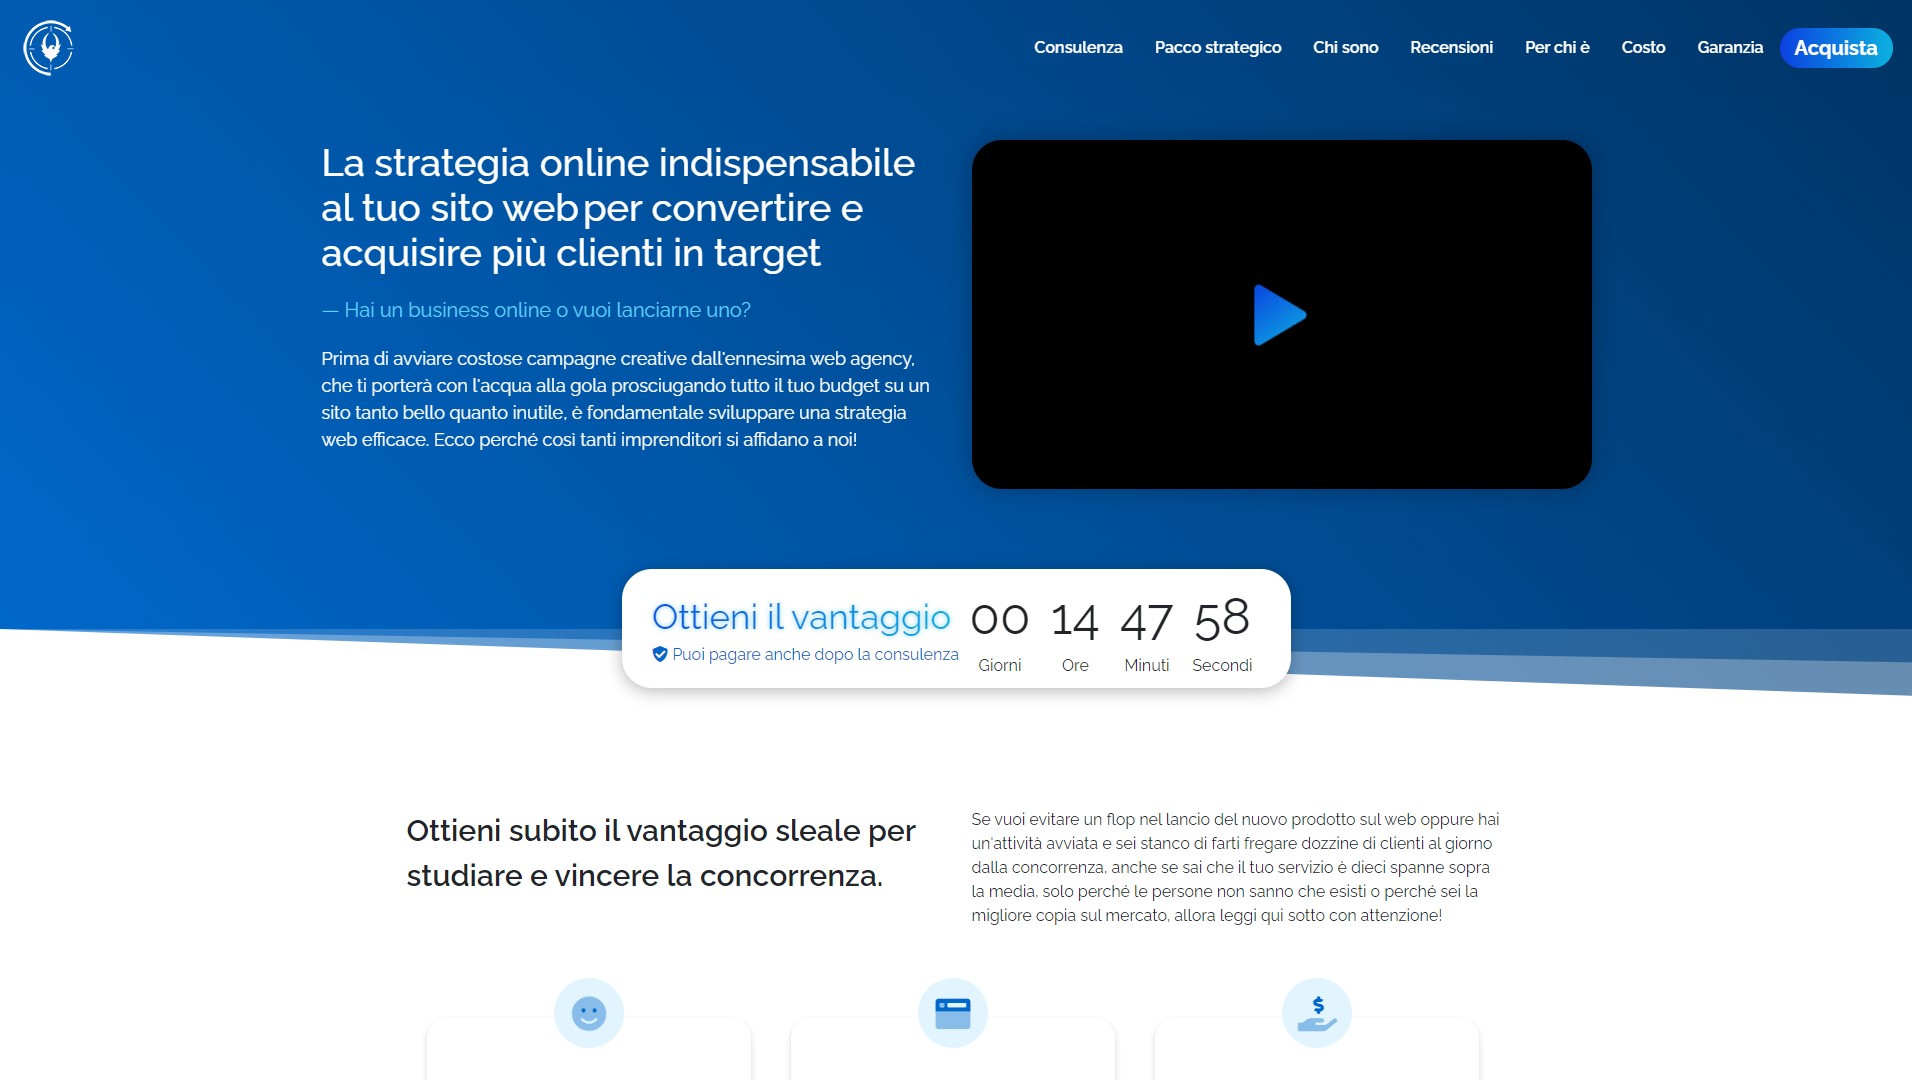 Consulenza Pacco strategico Chi sono Recensioni Per chi è Costo Garanzia Acquista
La strategia online indispensabile
al tuo sito web per convertire e
acquisire più clienti in target
— Hai un business online o vuoi lanciarne uno?
Prima di avviare costose campagne creative dall'ennesima web agency,
che ti porterà con l'acqua alla gola prosciugando tutto il tuo budget su un
sito tanto bello quanto inutile, è fondamentale sviluppare una strategia
web efficace. Ecco perché così tanti imprenditori si affidano a noi!
Ottieni il vantaggio
Puoi pagare anche dopo la consulenza
00 14 47 58
Giorni Ore Minuti Secondi
Ottieni subito il vantaggio sleale per
studiare e vincere la concorrenza.
Se vuoi evitare un flop nel lancio del nuovo prodotto sul web oppure hai
un'attività avviata e sei stanco di farti fregare dozzine di clienti al giorno
dalla concorrenza, anche se sai che il tuo servizio è dieci spanne sopra
la media, solo perché le persone non sanno che esisti o perché sei la
migliore copia sul mercato, allora leggi qui sotto con attenzione!